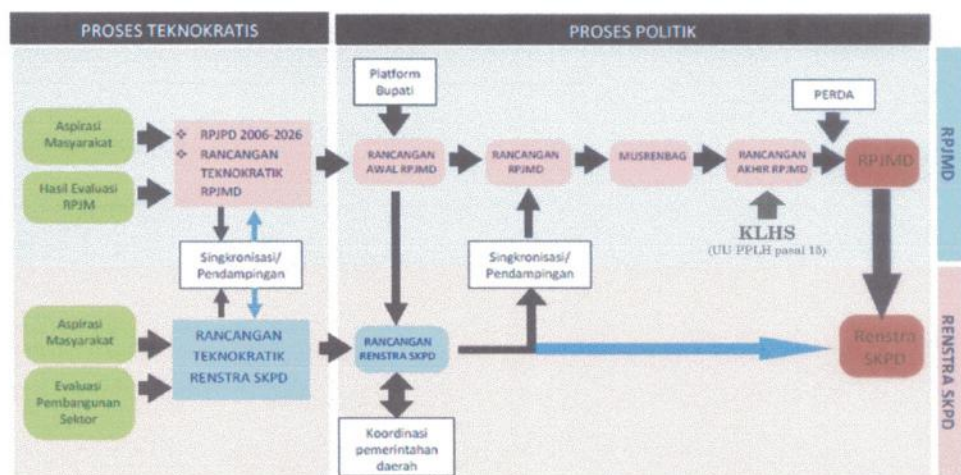 PROSES TEKNOKRATIS
PROSES POLITIK
Platform
Bupati
PERDA
Aspirasi
Masyarakat
Hasil Evaluasi
RPJM
❖ RPJPD 2006-2026
❖ RANCANGAN
TEKNOKRATIK
RPJMD
RANCANGAN
AWAL RPJMD
RANCANGAN
RPJMD
MUSRENBAG
RANCANGAN
AKHIR RPJMD
RPJMD
KLHS
(UU PPLH pasal 15)
Singkronisasi/
Pendampingan
Singkronisasi/
Pendampingan
RPJMD
Aspirasi
Masyarakat
Evaluasi
Pembangunan
Sektor
RANCANGAN
TEKNOKRATIK
RENSTRA SKPD
RANCANGAN
RENSTRA SKPD
Renstra
SKPD
Koordinasi
pemerintahan
daerah
RENSTRA SKPD